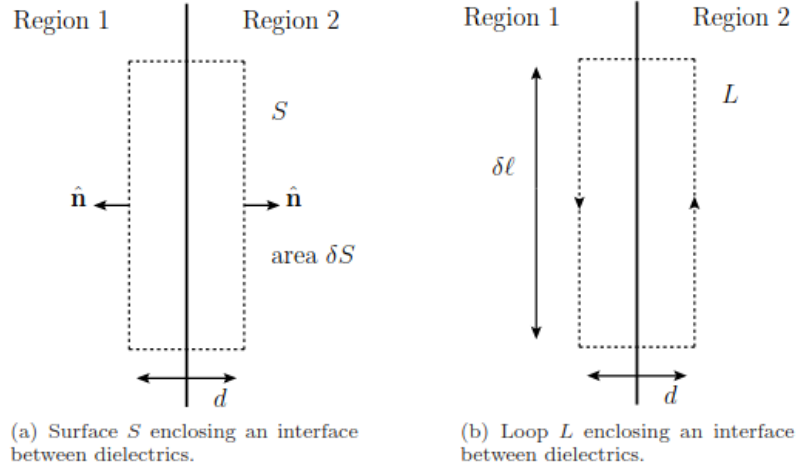 Region 1 Region 2
S
n̂ n̂
area δS
d
(a) Surface S enclosing an interface
between dielectrics.
Region 1 Region 2
L
δℓ
d
(b) Loop L enclosing an interface
between dielectrics.